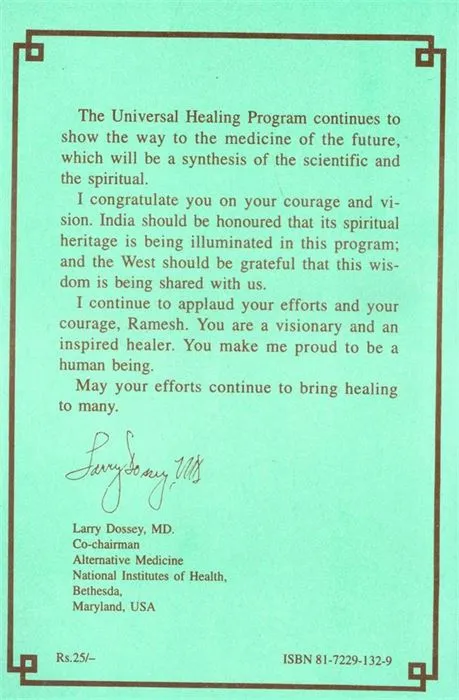 The Universal Healing Program continues to
show the way to the medicine of the future,
which will be a synthesis of the scientific and
the spiritual.
I congratulate you on your courage and vi-
sion. India should be honoured that its spiritual
heritage is being illuminated in this program;
and the West should be grateful that this wis-
dom is being shared with us.
I continue to applaud your efforts and your
courage, Ramesh. You are a visionary and an
inspired healer. You make me proud to be a
human being.
May your efforts continue to bring healing
to many.
Larry Dossey, MD
Larry Dossey, MD.
Co-chairman
Alternative Medicine
National Institutes of Health,
Bethesda,
Maryland, USA
Rs.25/–
ISBN 81-7229-132-9